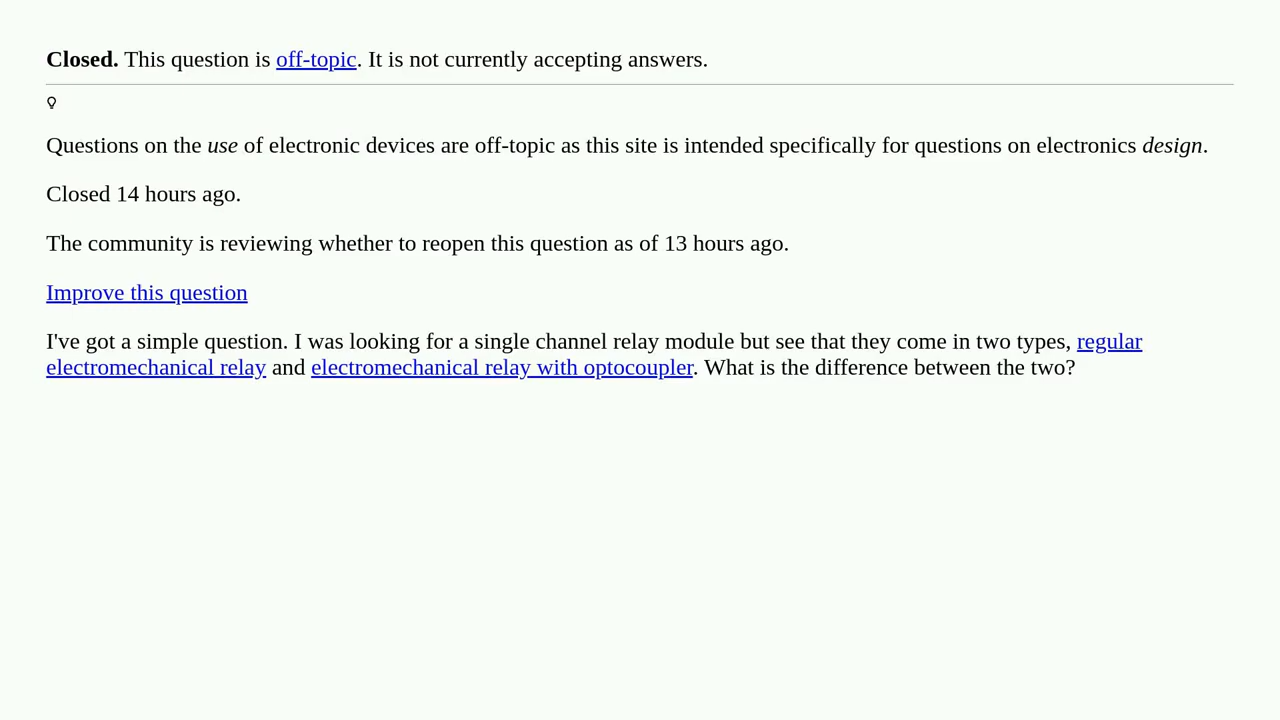 Closed. This question is off-topic. It is not currently accepting answers.
Questions on the use of electronic devices are off-topic as this site is intended specifically for questions on electronics design.
Closed 14 hours ago.
The community is reviewing whether to reopen this question as of 13 hours ago.
Improve this question
I've got a simple question. I was looking for a single channel relay module but see that they come in two types, regular
electromechanical relay and electromechanical relay with optocoupler. What is the difference between the two?